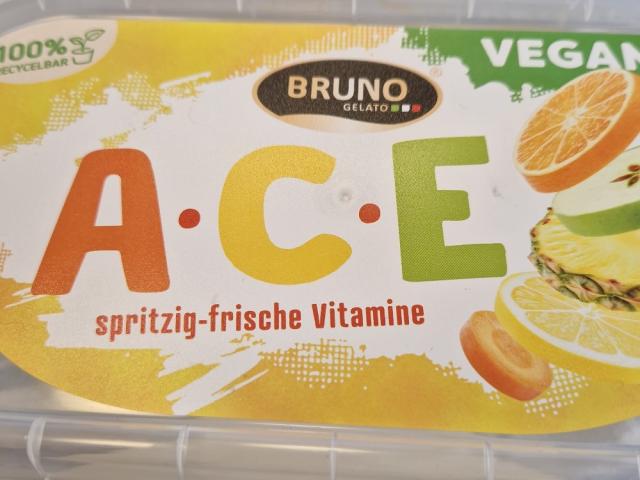 100%
RECYCELBAR
VEGAN
BRUNO
GELATO
A·C·E
spritzig-frische Vitamine